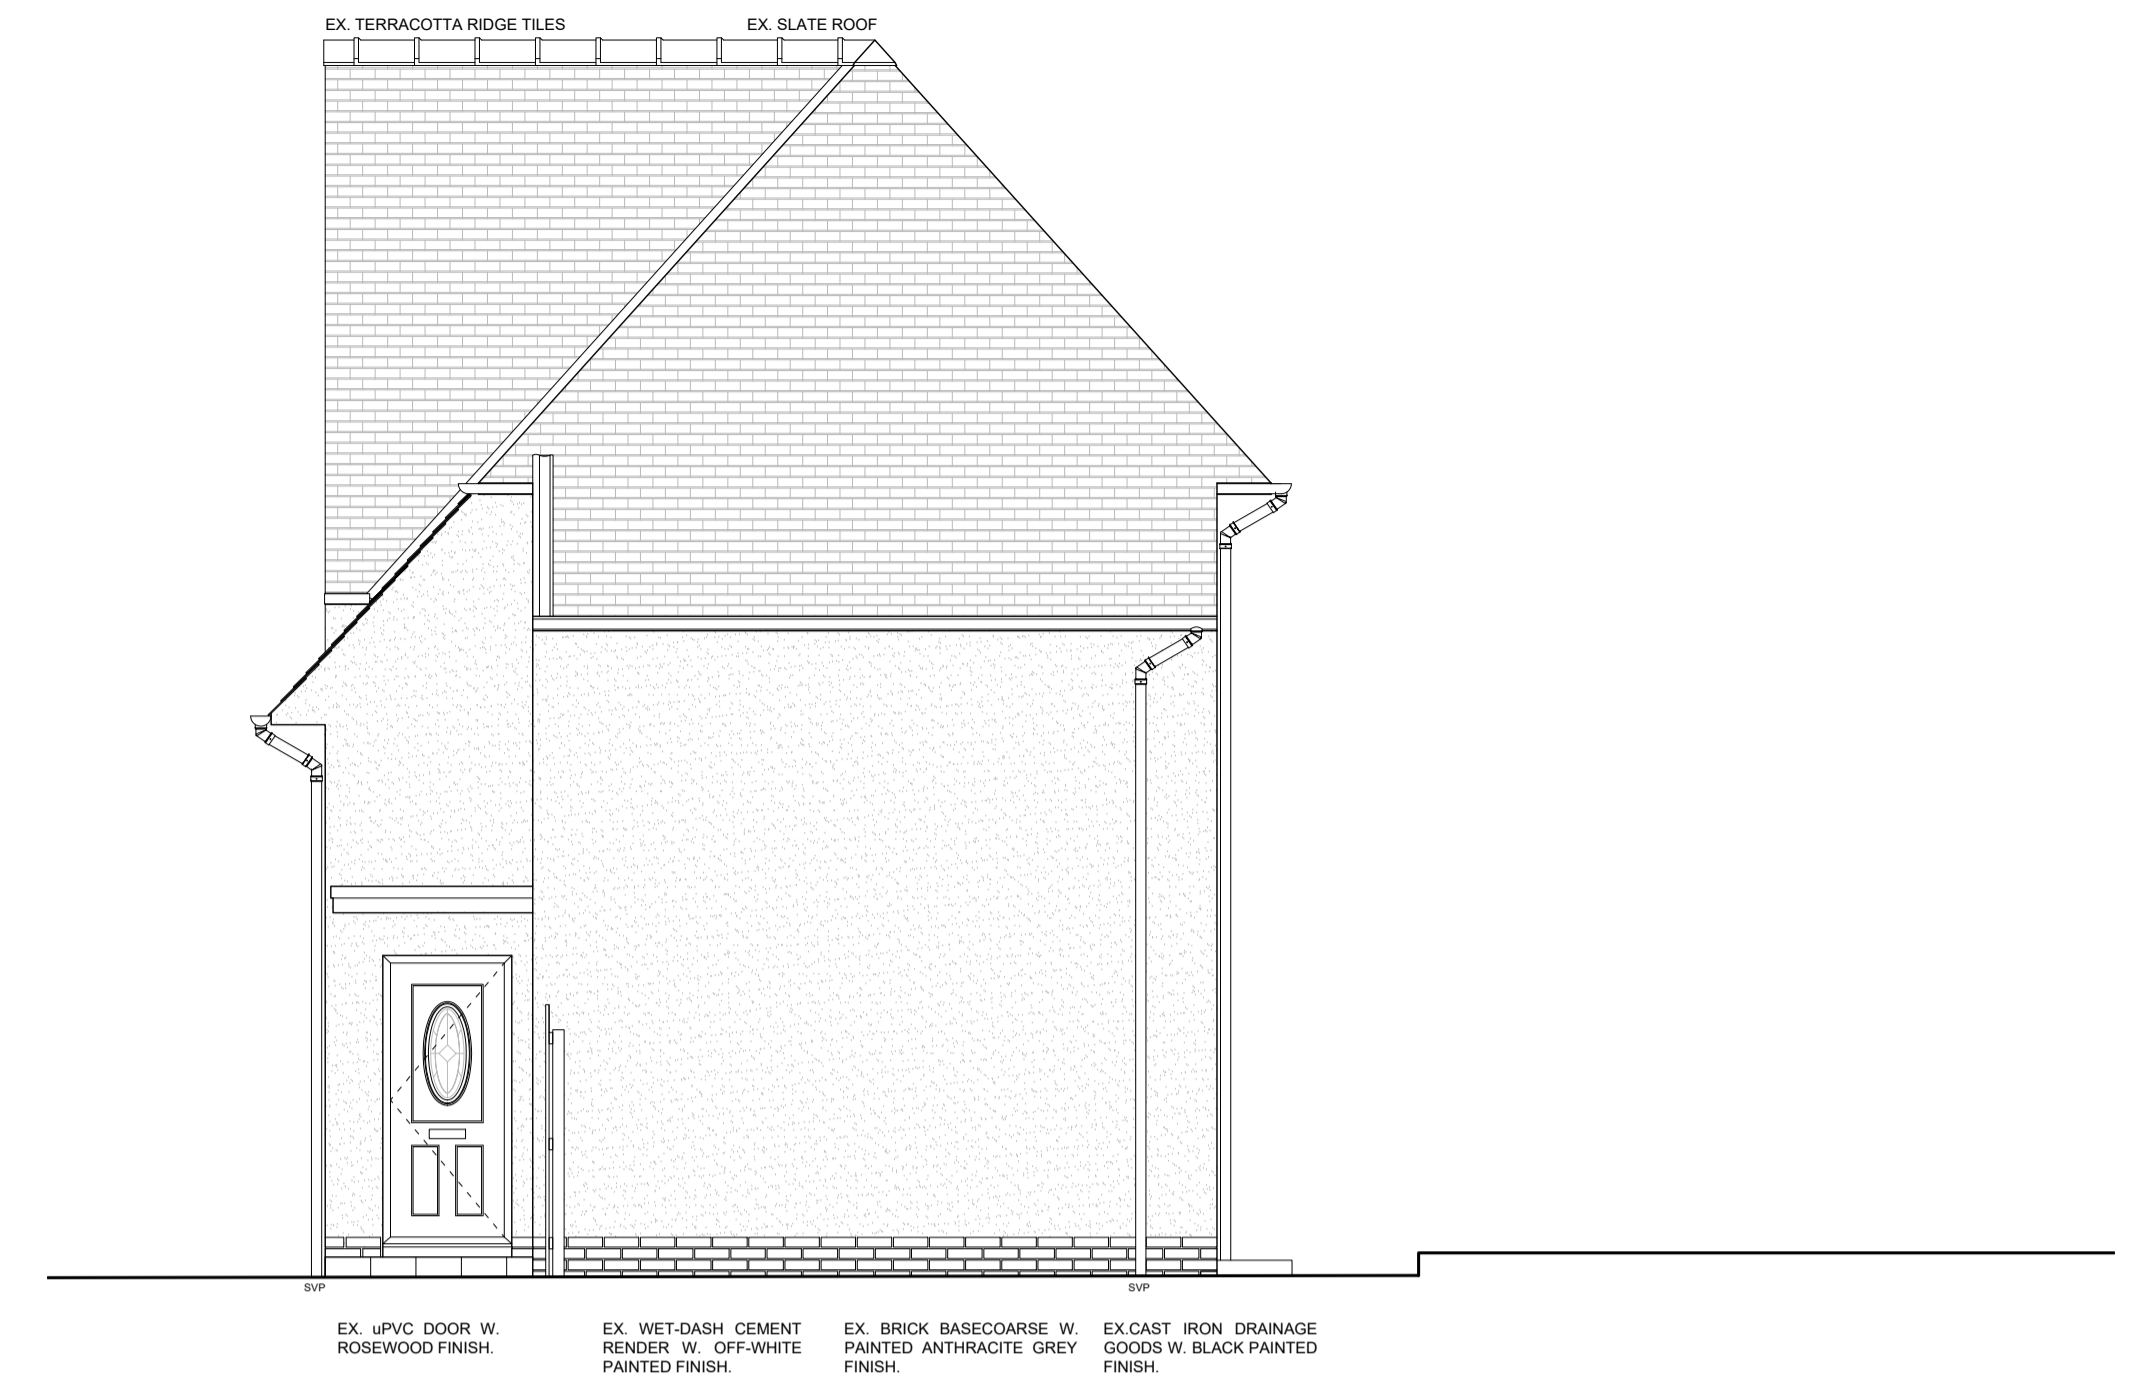 EX. TERRACOTTA RIDGE TILES
EX. SLATE ROOF
SVP
SVP
EX. uPVC DOOR W.
ROSEWOOD FINISH.
EX. WET-DASH CEMENT
RENDER W. OFF-WHITE
PAINTED FINISH.
EX. BRICK BASECOARSE W.
PAINTED ANTHRACITE GREY
FINISH.
EX.CAST IRON DRAINAGE
GOODS W. BLACK PAINTED
FINISH.